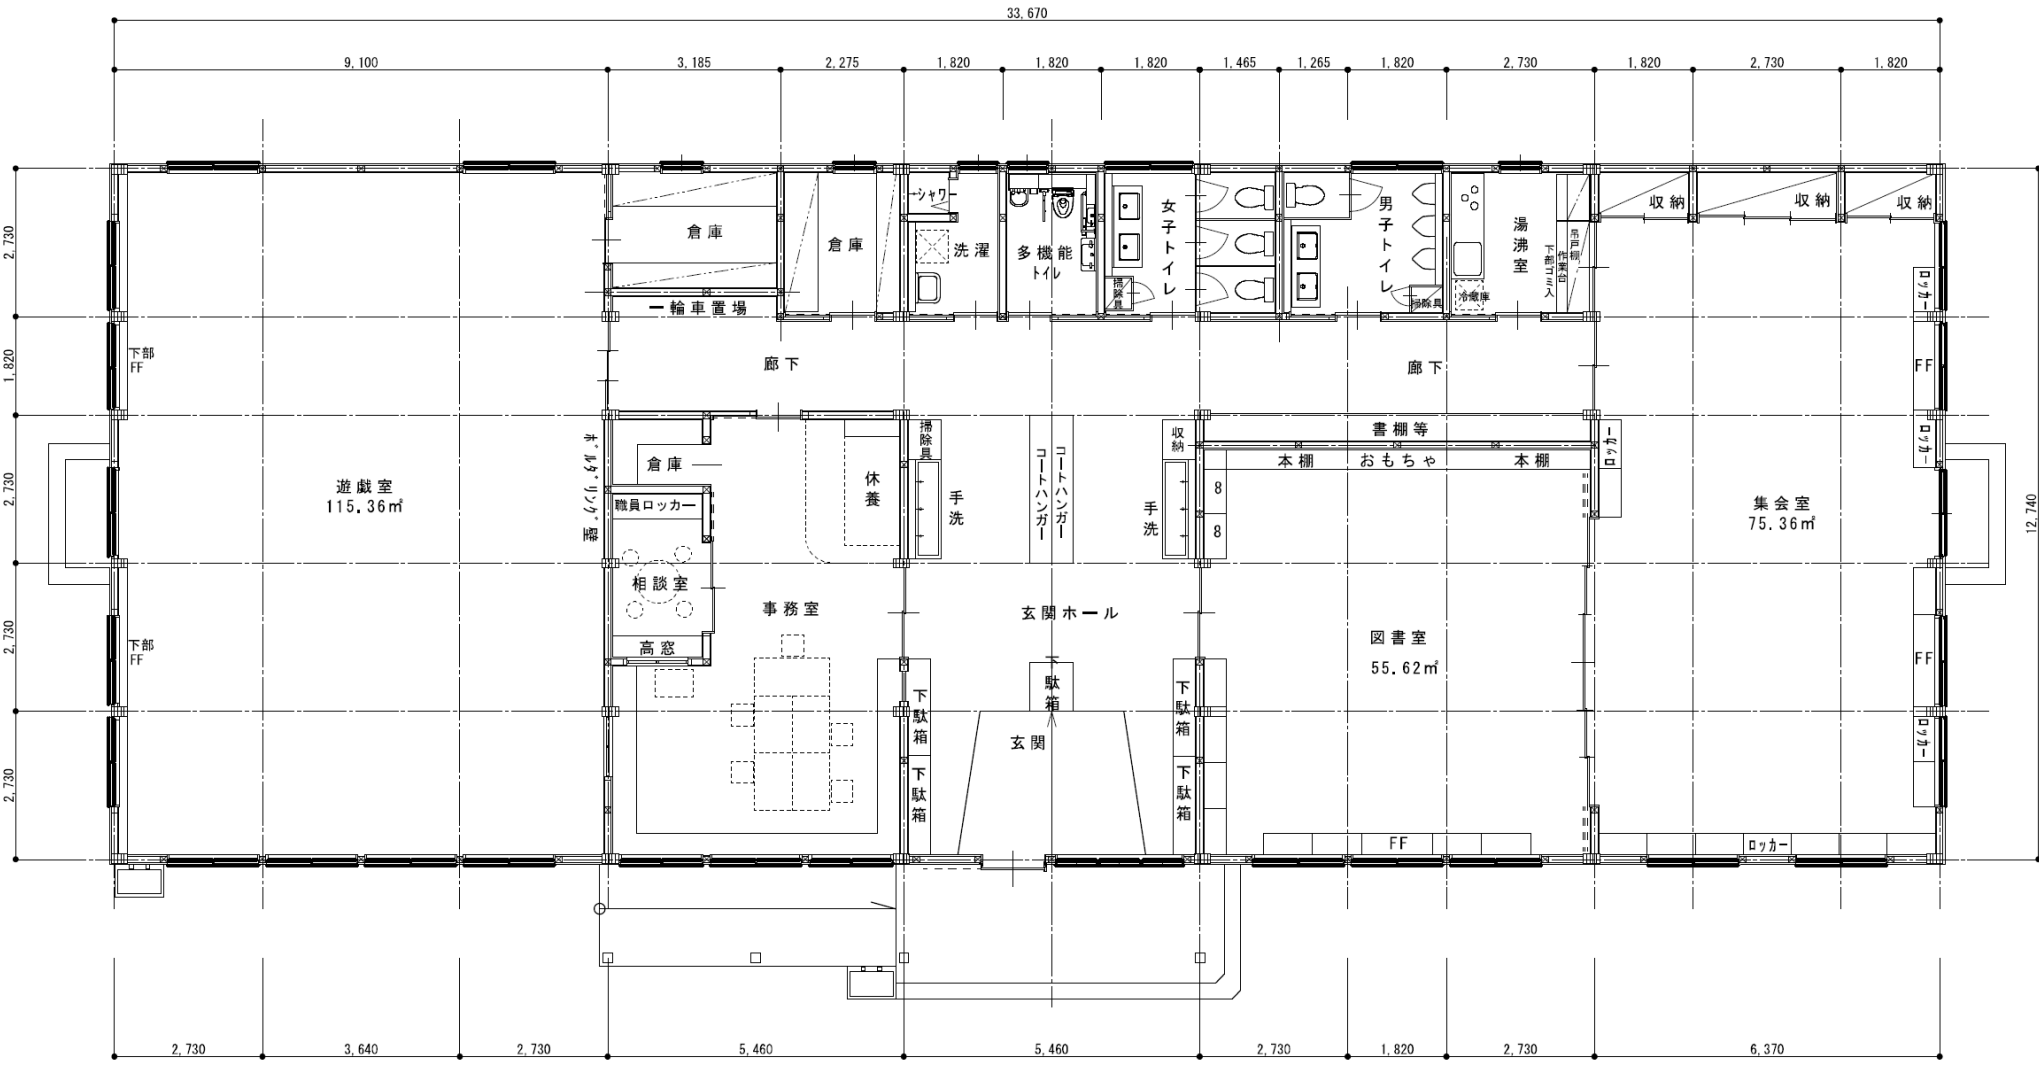 33,670
9,100
3,185
2,275
1,820
1,820
1,820
1,465
1,265
1,820
2,730
1,820
2,730
1,820
シャワー
収納
収納
収納
倉庫
倉庫
洗濯
多機能
トイレ
女子トイレ
掃除具
男子トイレ
掃除具
湯沸室
冷蔵庫
吊戸棚
作業台
下部ゴミ入
ロッカー
2,730
一輪車置場
1,820
下部
FF
廊下
廊下
FF
ボルダリング壁
掃除具
収納
書棚等
本棚
おもちゃ
本棚
ロッカー
ロッカー
倉庫
休養
コートハンガー
コートハンガー
2,730
遊戯室
115.36㎡
職員ロッカー
手洗
手洗
8
8
集会室
75.36㎡
12,740
相談室
事務室
玄関ホール
図書室
55.62㎡
2,730
下部
FF
高窓
FF
下駄箱
下駄箱
下駄箱
玄関
ロッカー
2,730
下駄箱
下駄箱
FF
ロッカー
2,730
3,640
2,730
5,460
5,460
2,730
1,820
2,730
6,370